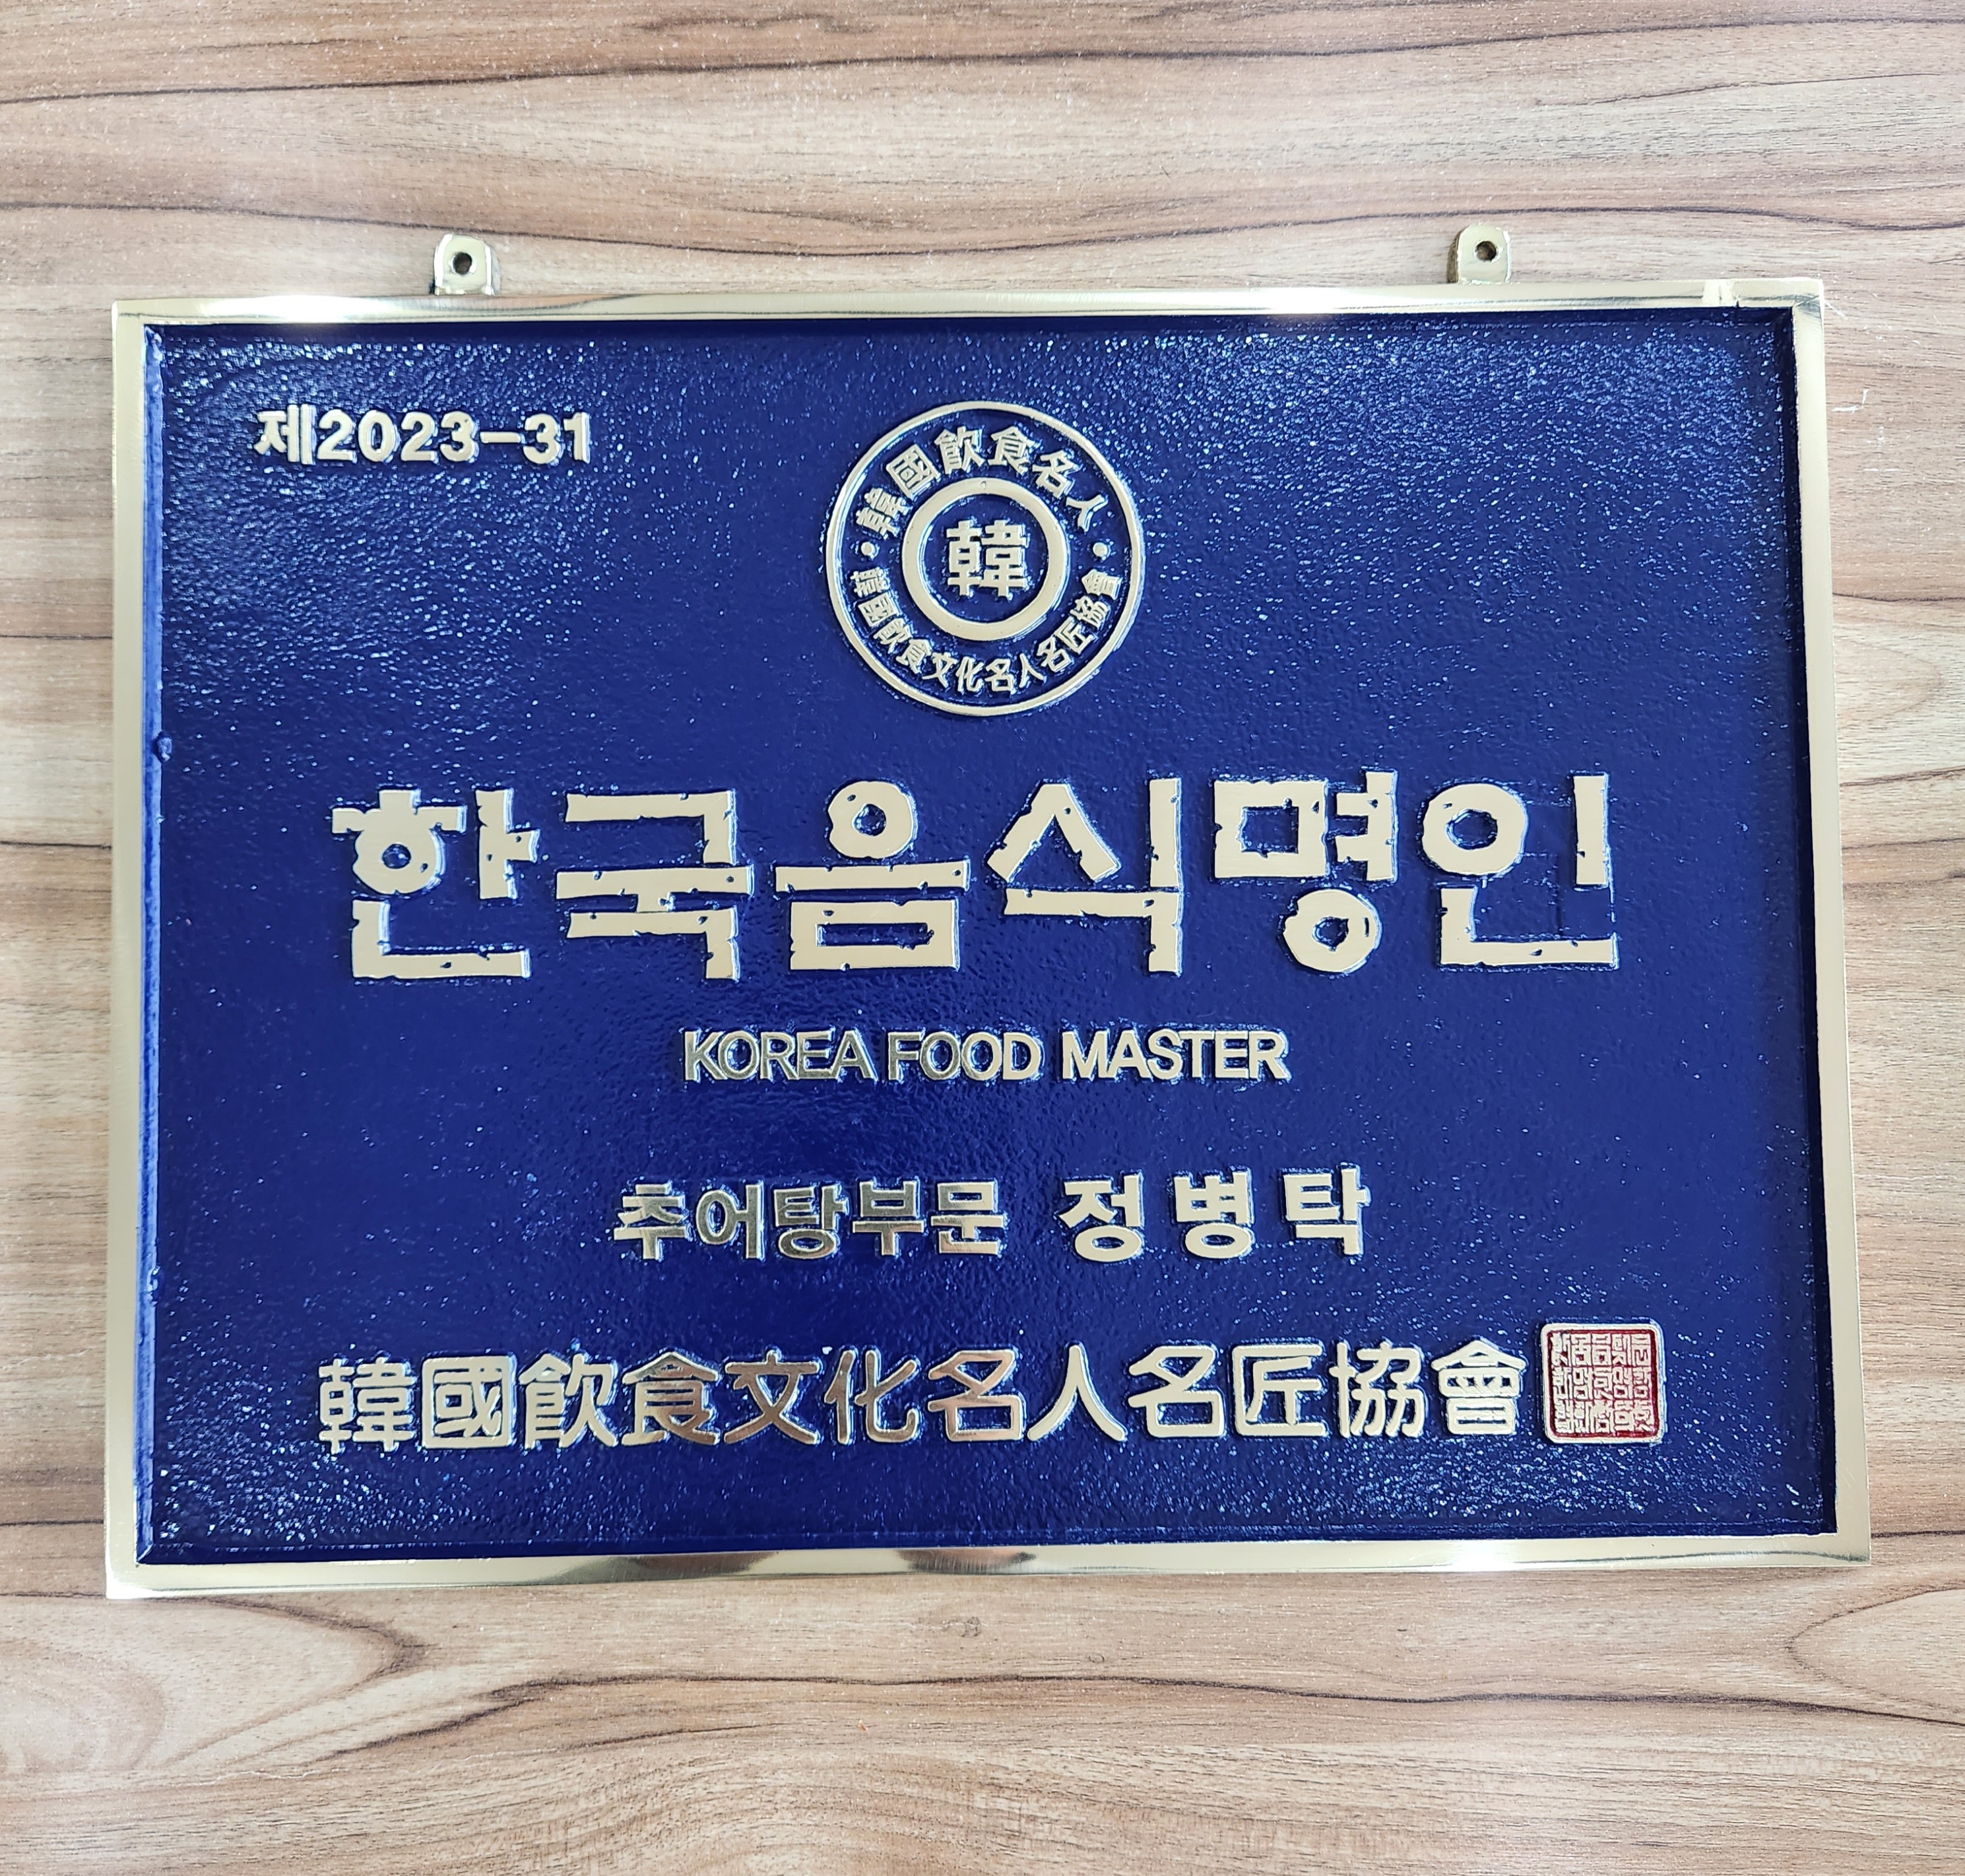 제2023-31
韓國飮食名人
韓
韓國飮食文化名人名匠協會
한국음식명인
KOREA FOOD MASTER
추어탕부문 정병탁
韓國飮食文化名人名匠協會